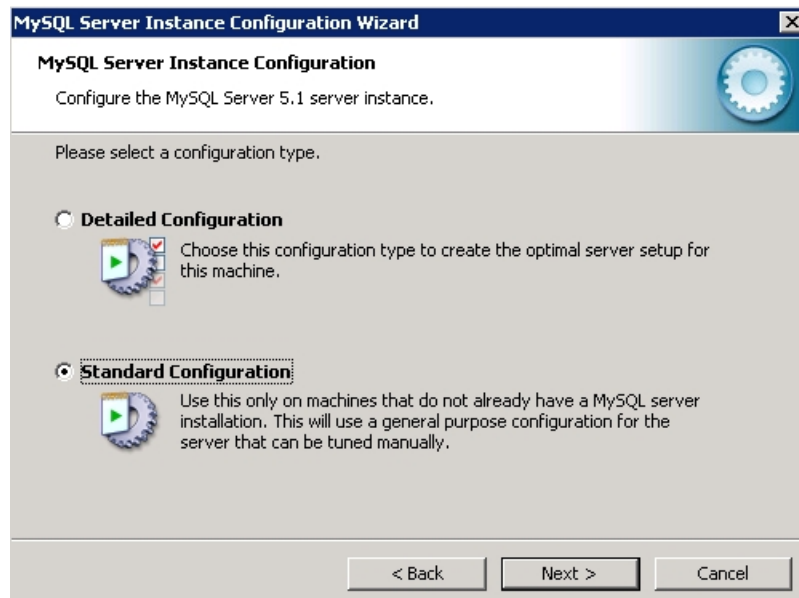 MySQL Server Instance Configuration Wizard
MySQL Server Instance Configuration
Configure the MySQL Server 5.1 server instance.
Please select a configuration type.
Detailed Configuration
Choose this configuration type to create the optimal server setup for
this machine.
Standard Configuration
Use this only on machines that do not already have a MySQL server
installation. This will use a general purpose configuration for the
server that can be tuned manually.
< Back Next > Cancel